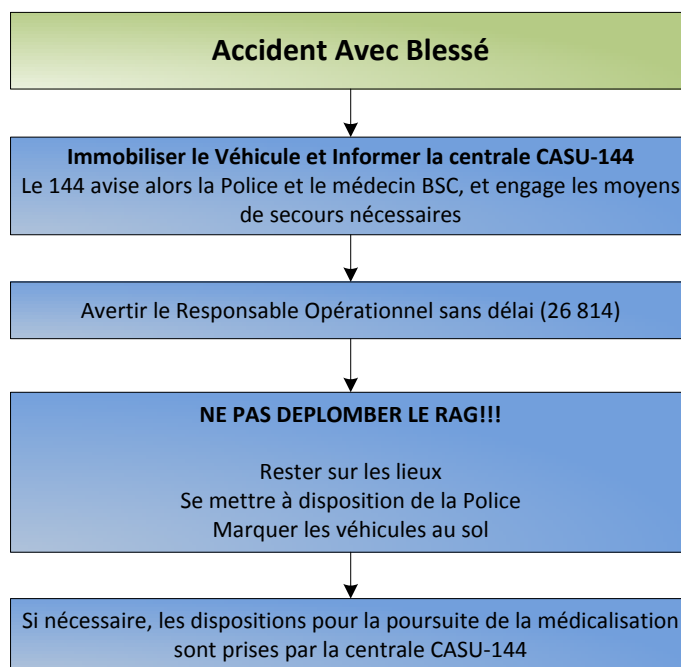 Accident Avec Blessé
Immobiliser le Véhicule et Informer la centrale CASU-144
Le 144 avise alors la Police et le médecin BSC, et engage les moyens
de secours nécessaires
Avertir le Responsable Opérationnel sans délai (26 814)
NE PAS DEPLOMBER LE RAG!!!
Rester sur les lieux
Se mettre à disposition de la Police
Marquer les véhicules au sol
Si nécessaire, les dispositions pour la poursuite de la médicalisation
sont prises par la centrale CASU-144